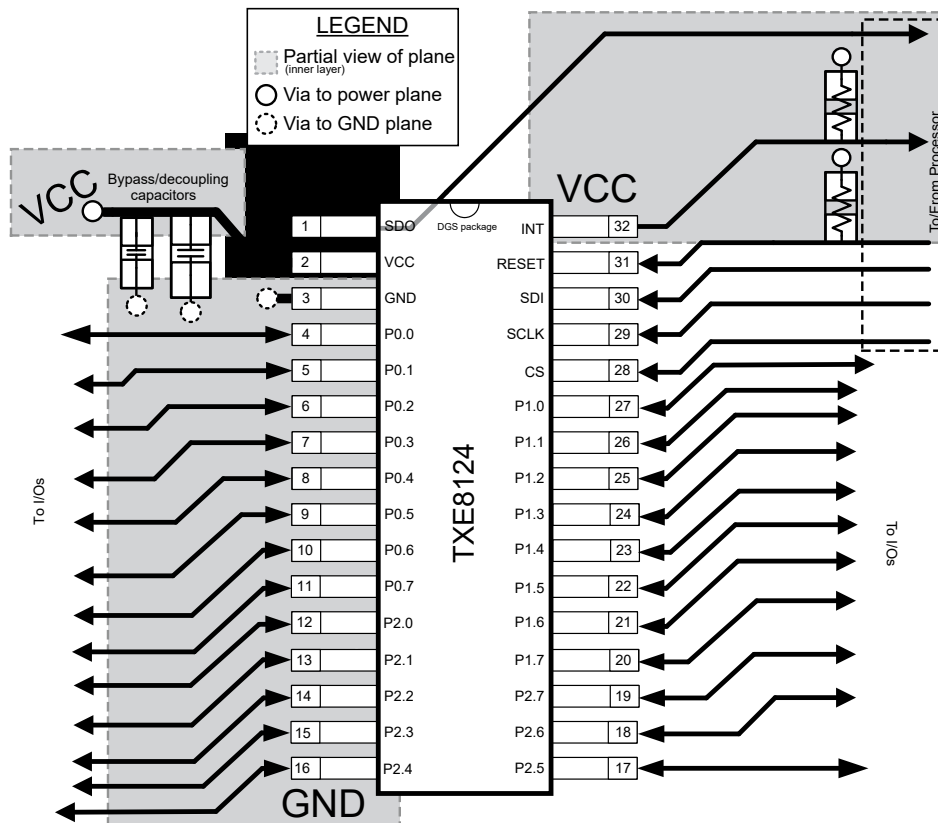 LEGEND
Partial view of plane
(inner layer)
Via to power plane
Via to GND plane
VCC
Bypass/decoupling
capacitors
VCC
To/From Processor
DGS package
TXE8124
1 SDO
2 VCC
3 GND
4 P0.0
5 P0.1
6 P0.2
7 P0.3
8 P0.4
9 P0.5
10 P0.6
11 P0.7
12 P2.0
13 P2.1
14 P2.2
15 P2.3
16 P2.4
INT 32
RESET 31
SDI 30
SCLK 29
CS 28
P1.0 27
P1.1 26
P1.2 25
P1.3 24
P1.4 23
P1.5 22
P1.6 21
P1.7 20
P2.7 19
P2.6 18
P2.5 17
To I/Os
To I/Os
GND